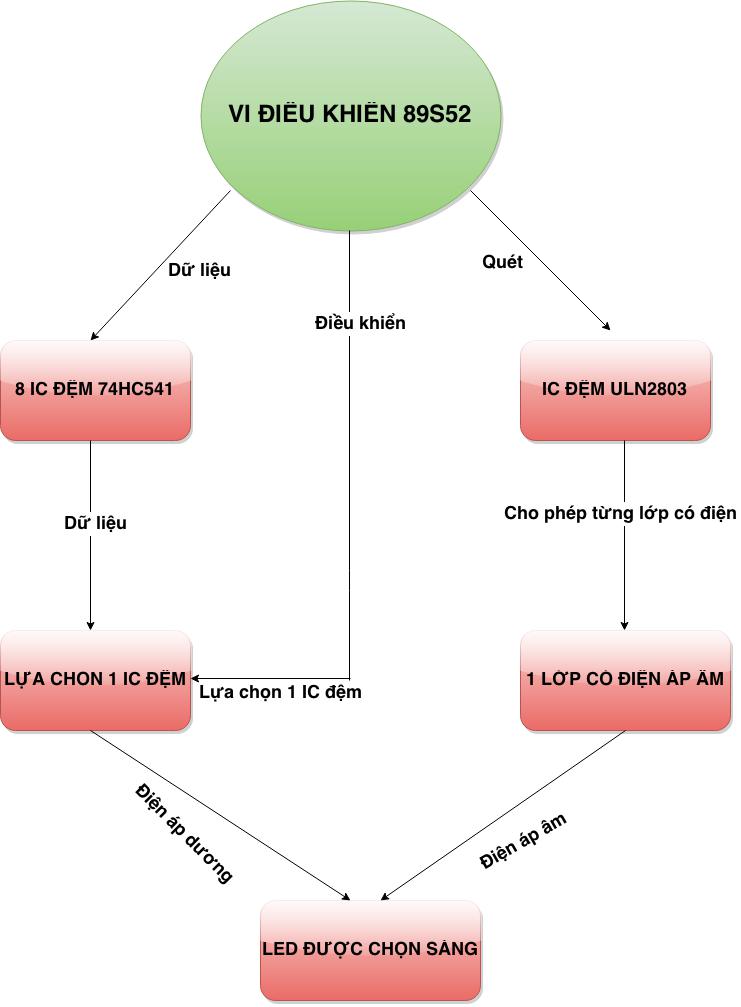 VI ĐIỀU KHIỂN 89S52
Dữ liệu
Quét
Điều khiển
8 IC ĐỆM 74HC541
IC ĐỆM ULN2803
Dữ liệu
Cho phép từng lớp có điện
LỰA CHỌN 1 IC ĐỆM
Lựa chọn 1 IC đệm
1 LỚP CÓ ĐIỆN ÁP ÂM
Điện áp dương
Điện áp âm
LED ĐƯỢC CHỌN SÁNG